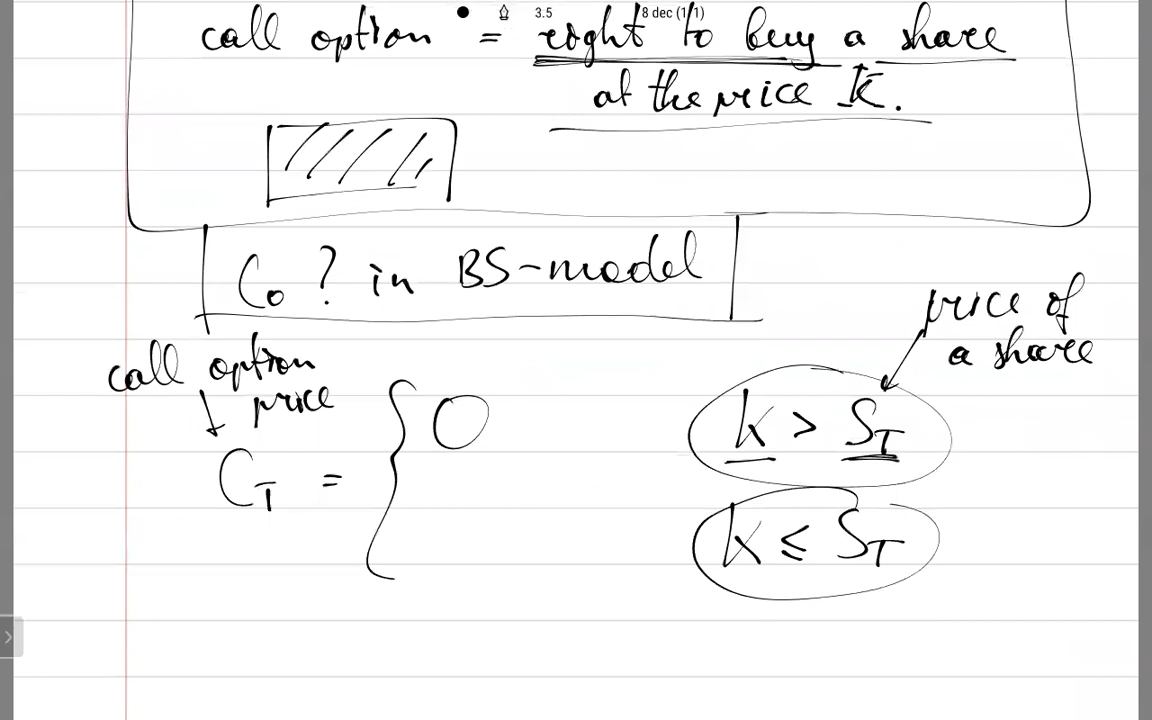 3.5 8 dec (1/1)
call option = right to buy a share
at the price K.
C0 ? in BS-model
price of
a share
call option
price
CT = { 0 K > ST
K ≤ ST